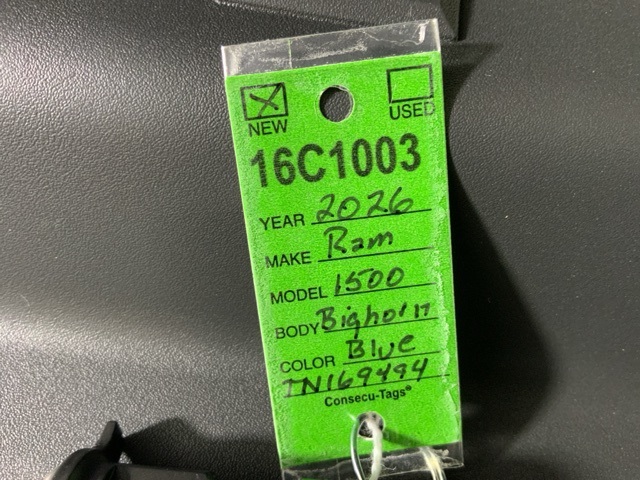 NEW USED
16C1003
YEAR 2026
MAKE Ram
MODEL 1500
BODY Bighorn
COLOR Blue
TN169494
Consecu-Tags®